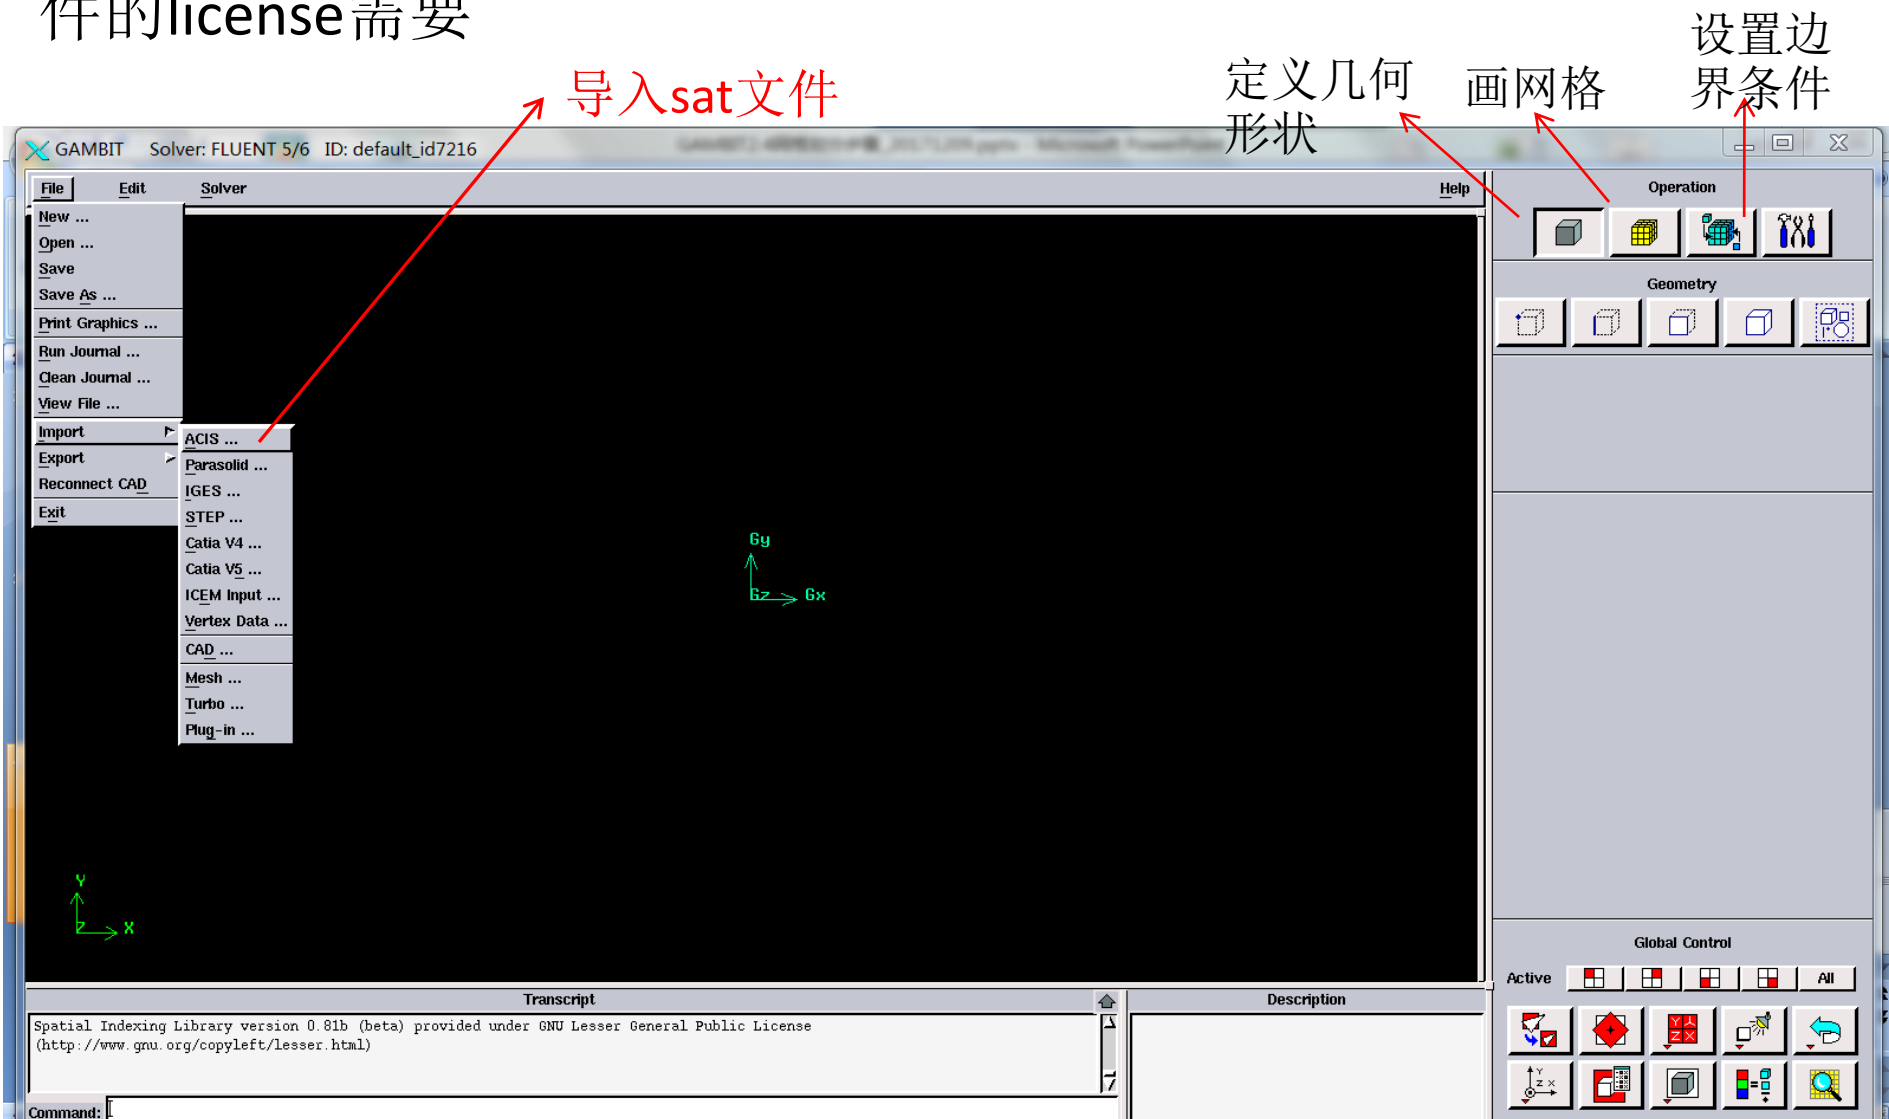 件的license需要
导入sat文件
定义几何
形状
画网格
设置边
界条件
GAMBIT Solver: FLUENT 5/6 ID: default_id7216
File Edit Solver Help
New ...
Open ...
Save
Save As ...
Print Graphics ...
Run Journal ...
Clean Journal ...
View File ...
Import
Export
Reconnect CAD
Exit
ACIS ...
Parasolid ...
IGES ...
STEP ...
Catia V4 ...
Catia V5 ...
ICEM Input ...
Vertex Data ...
CAD ...
Mesh ...
Turbo ...
Plug-in ...
Gy
Gz Gx
Y
Z X
Operation
Geometry
Global Control
Active All
Transcript
Spatial Indexing Library version 0.81b (beta) provided under GNU Lesser General Public License
(http://www.gnu.org/copyleft/lesser.html)
Command:
Description